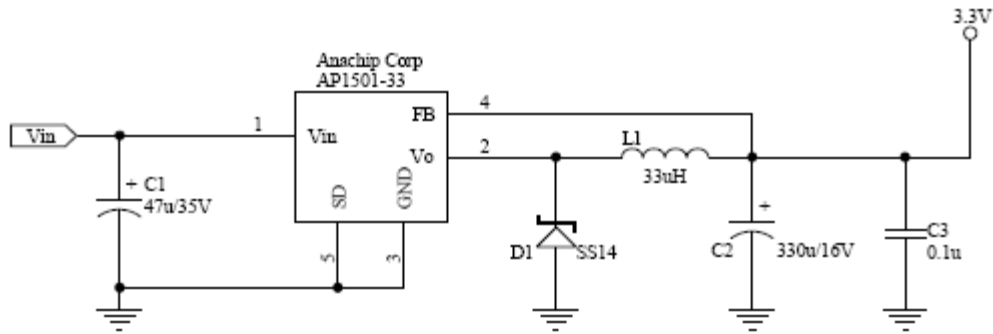 3.3V
Anachip Corp
AP1501-33
FB
4
1
Vin
Vin
Vo
2
L1
33uH
+
C1
47u/35V
SD
GND
5
3
D1
SS14
+
C2
330u/16V
C3
0.1u